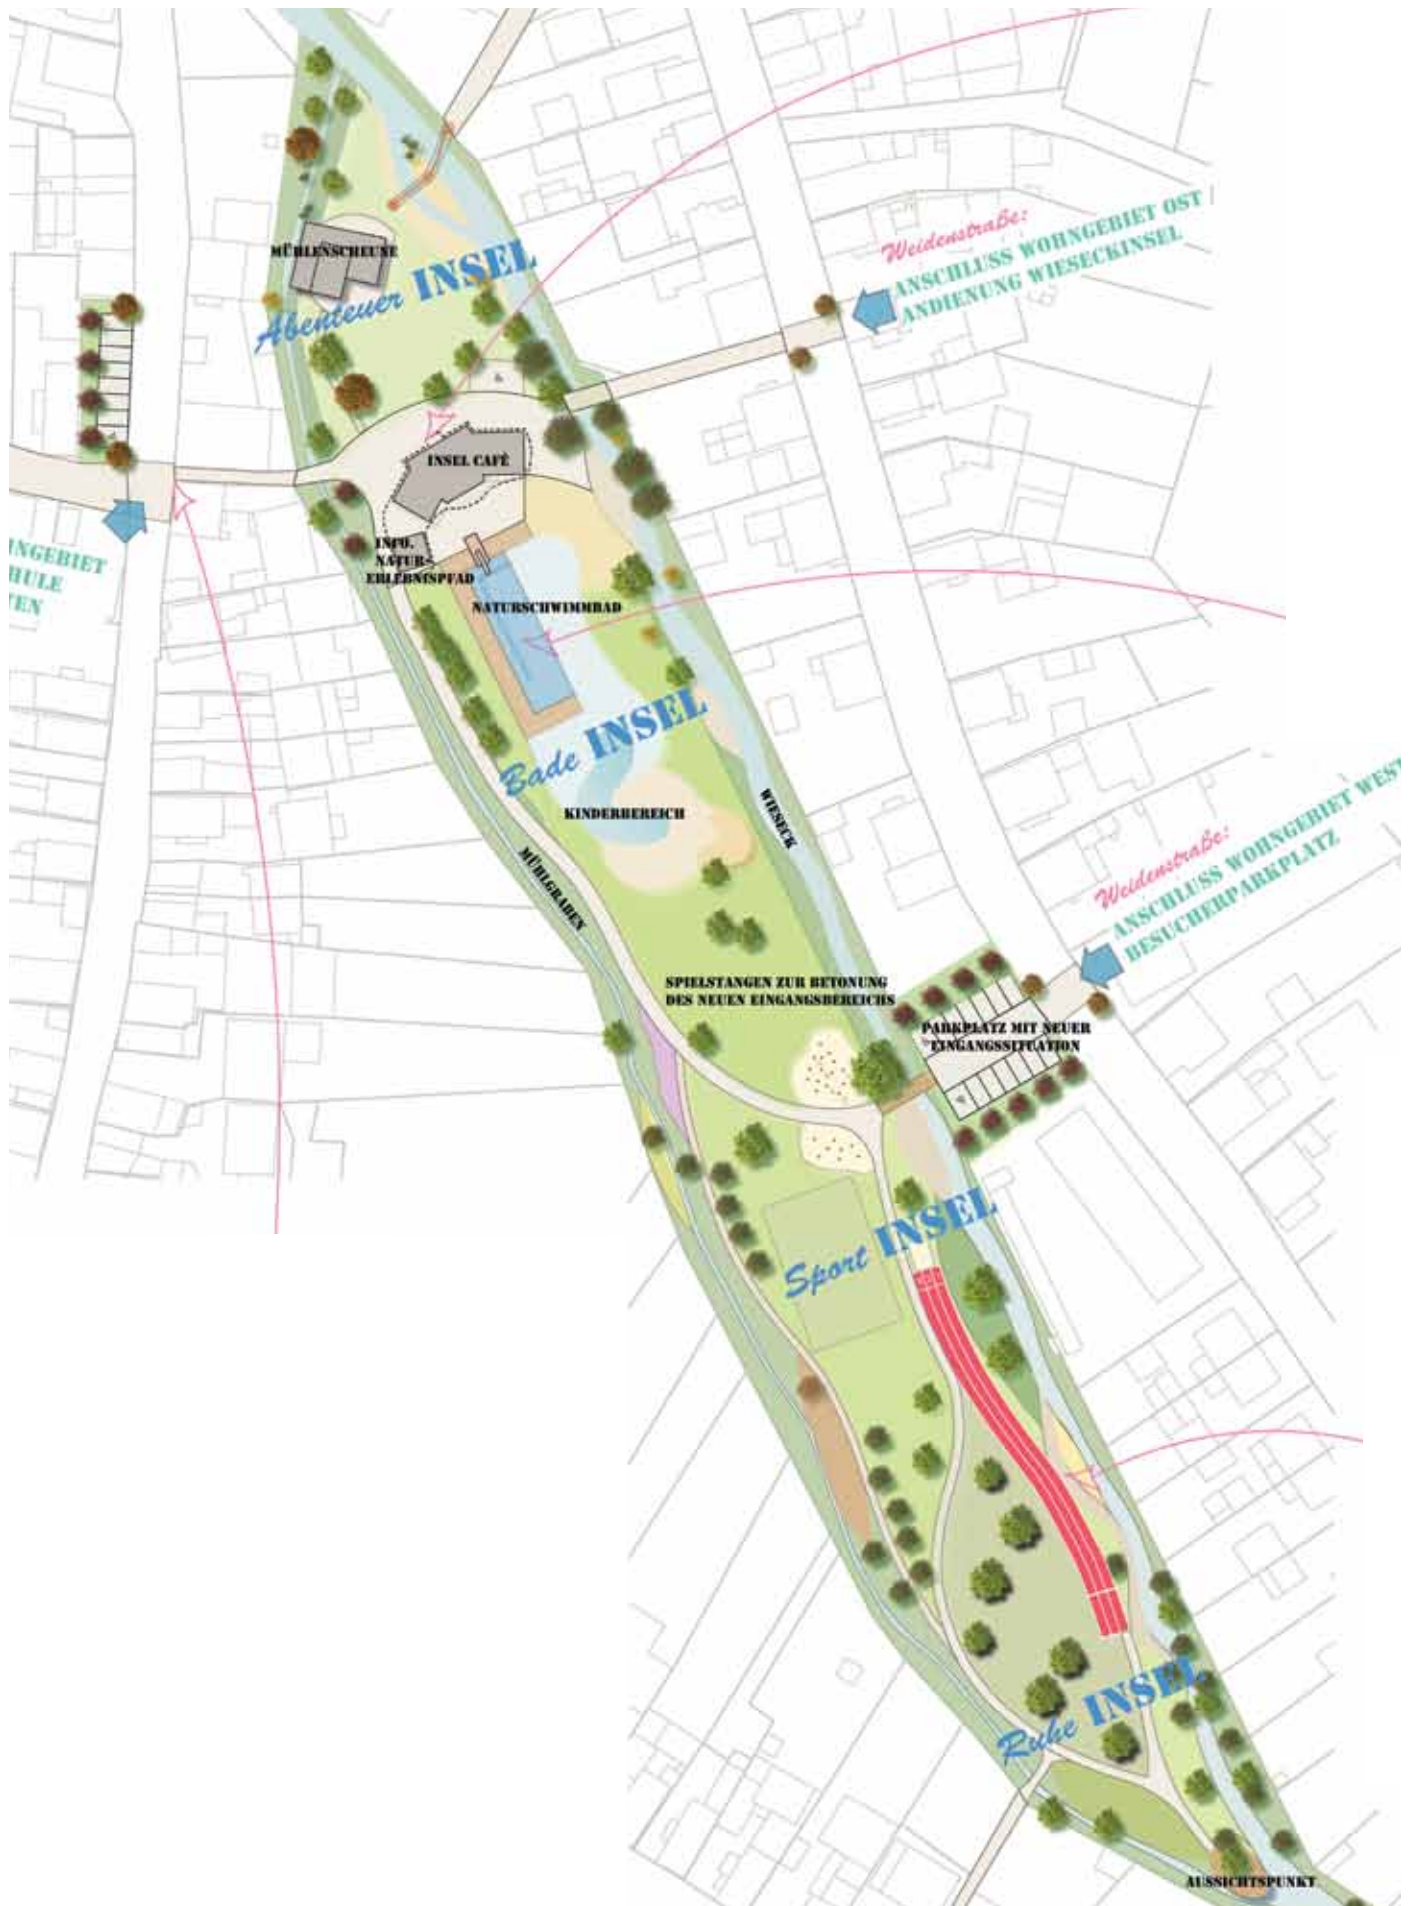 MÜHLENSCHEUNE
Abenteuer INSEL
Weidenstraße:
ANSCHLUSS WOHNGEBIET OST
ANDIENUNG WIESECKINSEL
INSEL CAFÈ
INFO.
NATUR-
ERLEBNISPFAD
NGEBIET
HULE
TEN
NATURSCHWIMMBAD
Bade INSEL
KINDERBEREICH
WIESECK
MÜHLGRABEN
Weidenstraße:
ANSCHLUSS WOHNGEBIET WEST
BESUCHERPARKPLATZ
SPIELSTANGEN ZUR BETONUNG
DES NEUEN EINGANGSBEREICHS
PARKPLATZ MIT NEUER
EINGANGSSITUATION
Sport INSEL
Ruhe INSEL
AUSSICHTSPUNKT